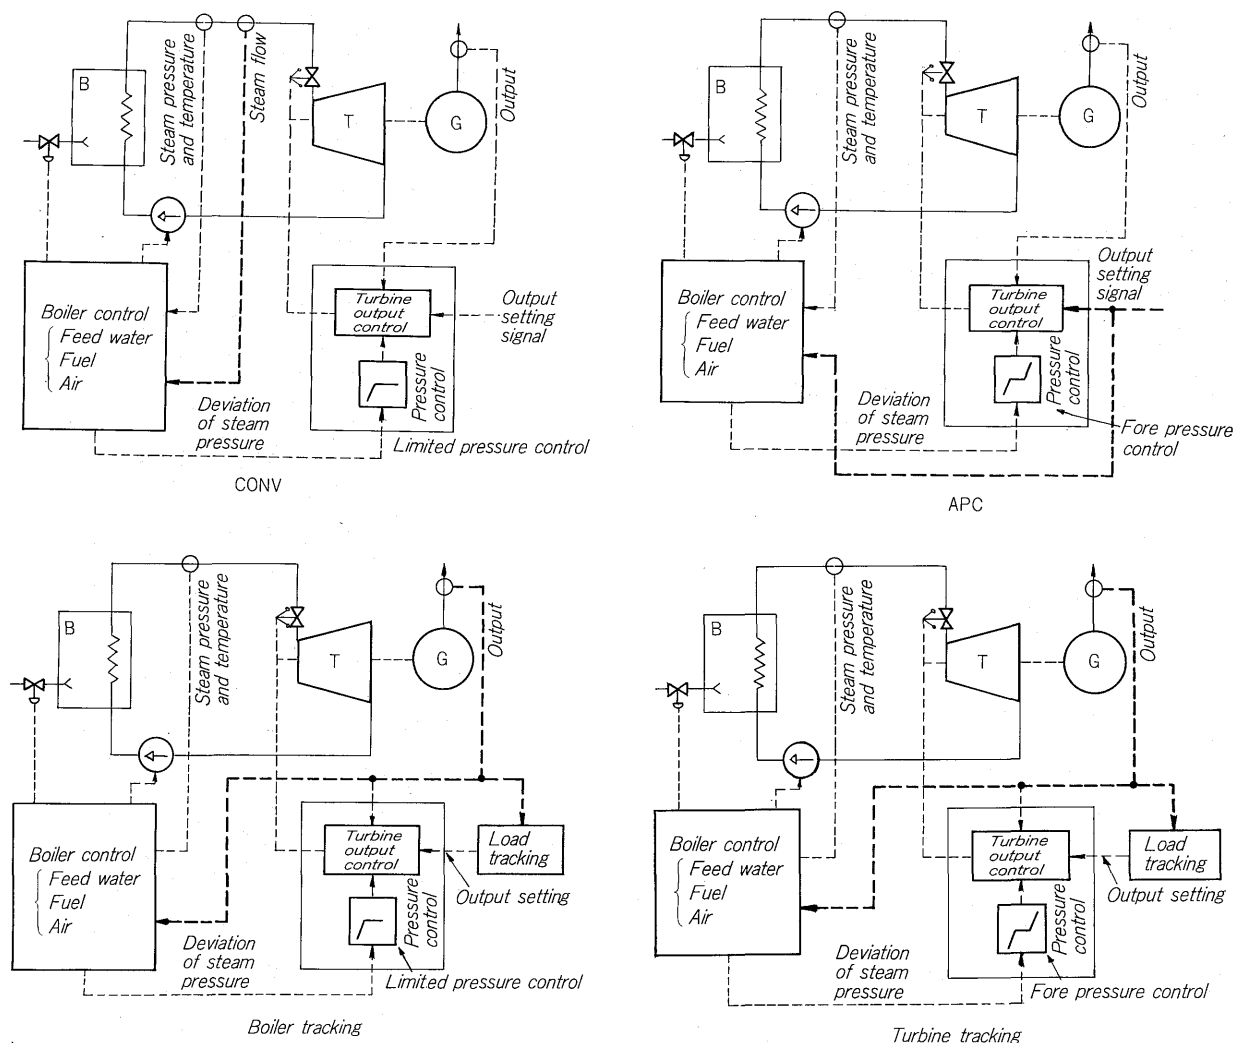 Steam pressure
and temperature
Steam flow
B
T
G
Output
Boiler control
Feed water
Fuel
Air
Turbine
output
control
Output
setting
signal
Pressure
control
Deviation
of steam
pressure
Limited pressure control
CONV
Steam pressure
and temperature
B
T
G
Output
Boiler control
Feed water
Fuel
Air
Turbine
output
control
Output
setting
signal
Pressure
control
Deviation
of steam
pressure
Fore pressure
control
APC
Steam pressure
and temperature
B
T
G
Output
Boiler control
Feed water
Fuel
Air
Turbine
output
control
Load
tracking
Output setting
Pressure
control
Deviation
of steam
pressure
Limited pressure control
Boiler tracking
Steam pressure
and temperature
B
T
G
Output
Boiler control
Feed water
Fuel
Air
Turbine
output
control
Load
tracking
Output setting
Pressure
control
Deviation
of steam
pressure
Fore pressure control
Turbine tracking